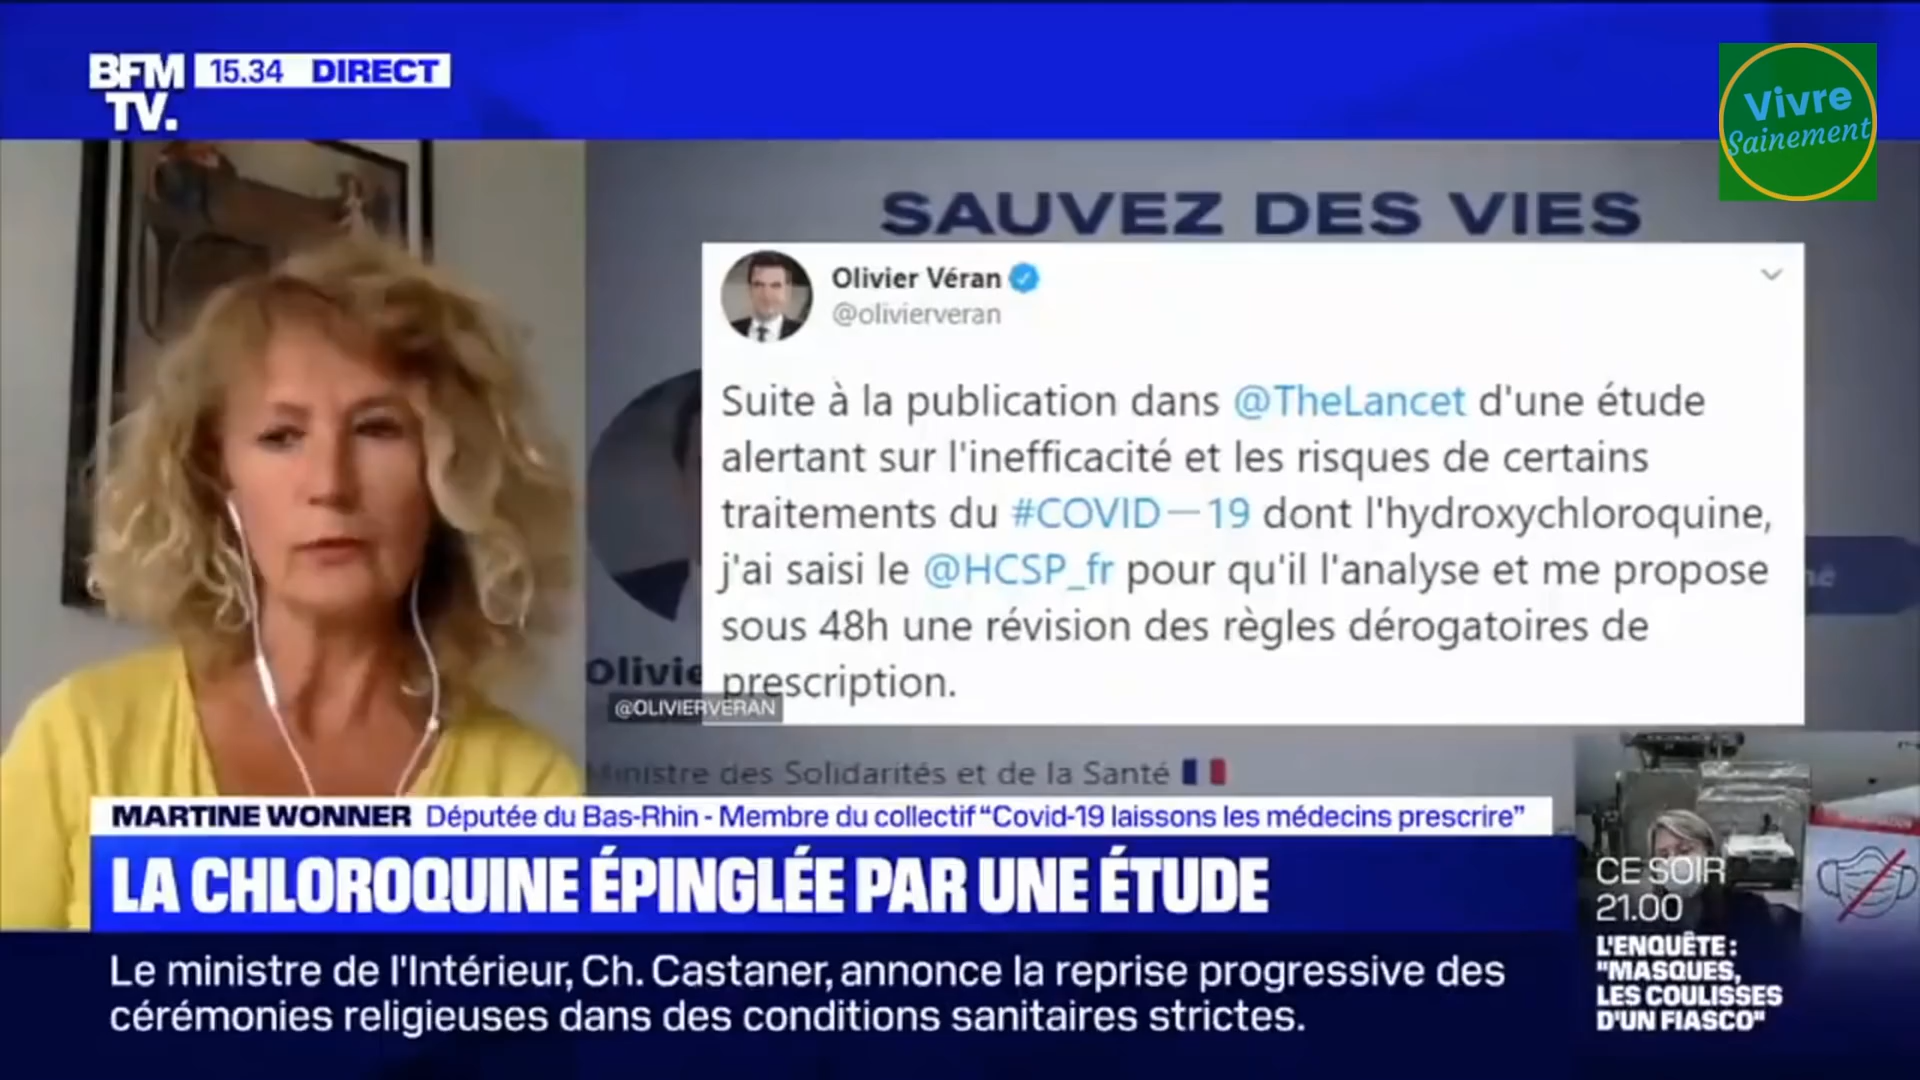 BFM
TV.
15.34 DIRECT
Vivre
Sainement
SAUVEZ DES VIES
Olivier Véran
@olivierveran
Suite à la publication dans @TheLancet d'une étude
alertant sur l'inefficacité et les risques de certains
traitements du #COVID—19 dont l'hydroxychloroquine,
j'ai saisi le @HCSP_fr pour qu'il l'analyse et me propose
sous 48h une révision des règles dérogatoires de
prescription.
Olivie
@OLIVIERVERAN
Ministre des Solidarités et de la Santé
MARTINE WONNER Députée du Bas-Rhin - Membre du collectif “Covid-19 laissons les médecins prescrire”
LA CHLOROQUINE ÉPINGLÉE PAR UNE ÉTUDE
Le ministre de l'Intérieur, Ch. Castaner, annonce la reprise progressive des
cérémonies religieuses dans des conditions sanitaires strictes.
CE SOIR
21.00
L'ENQUÊTE :
"MASQUES,
LES COULISSES
D'UN FIASCO"